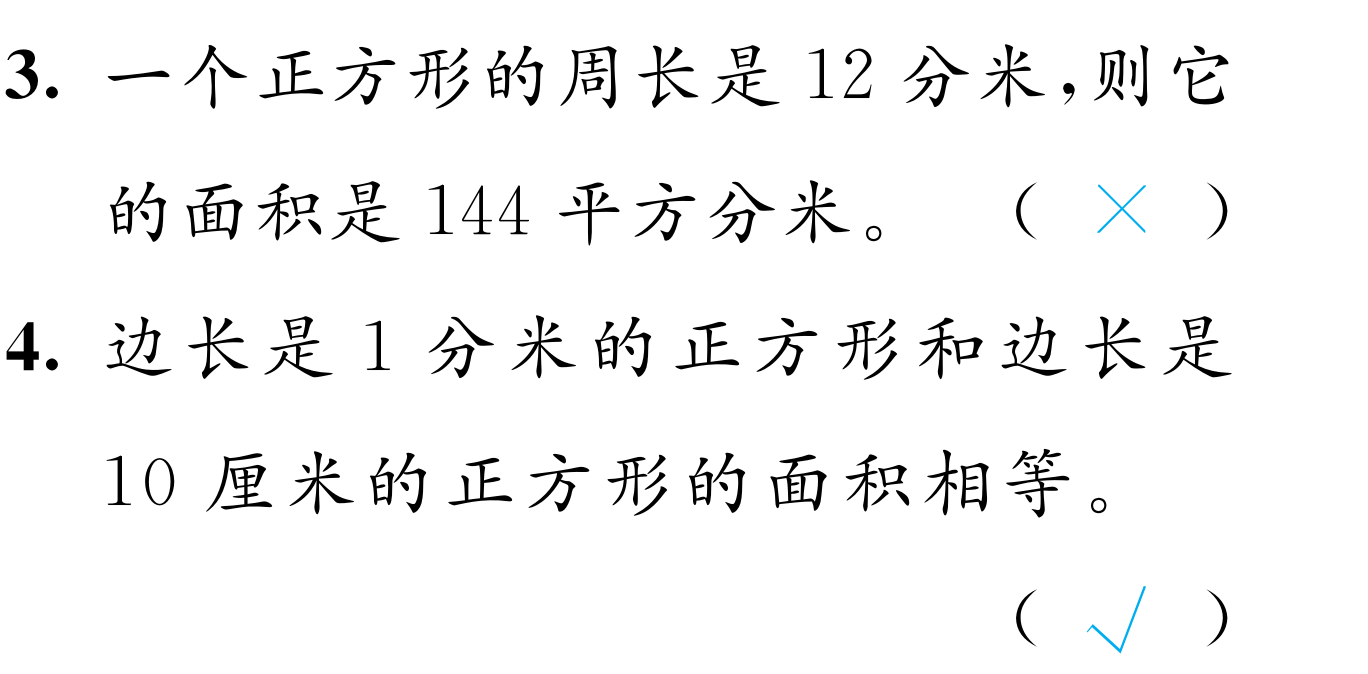 3. 一个正方形的周长是 12 分米,则它
的面积是 144 平方分米。 ( × )
4. 边长是 1 分米的正方形和边长是
10 厘米的正方形的面积相等。
( √ )